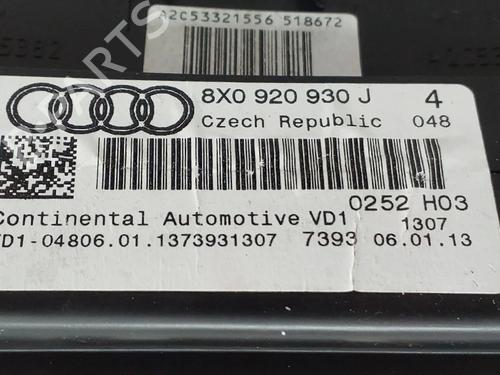 A2C53321556 518672
8X0 920 930 J 4
Czech Republic 048
0252 H03
Continental Automotive VD1 1307
VD1-04806.01.1373931307 7393 06.01.13